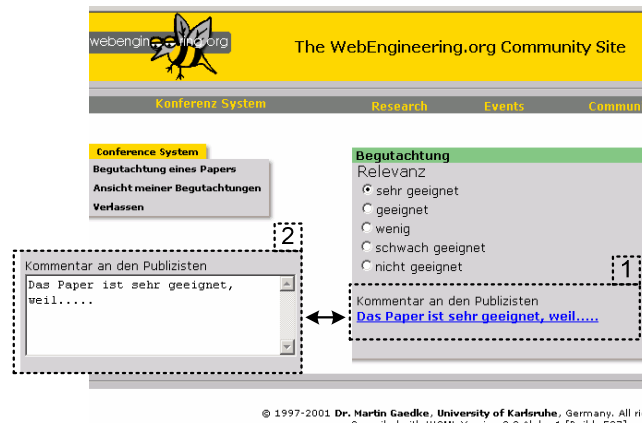 webengineering.org
The WebEngineering.org Community Site
Konferenz System Research Events Commun
Conference System
Begutachtung eines Papers
Ansicht meiner Begutachtungen
Verlassen
Begutachtung
Relevanz
sehr geeignet
geeignet
wenig
schwach geeignet
nicht geeignet
1
Kommentar an den Publizisten
Das Paper ist sehr geeignet, weil.....
2
Kommentar an den Publizisten
Das Paper ist sehr geeignet,
weil.....
© 1997-2001 Dr. Martin Gaedke, University of Karlsruhe, Germany. All ri